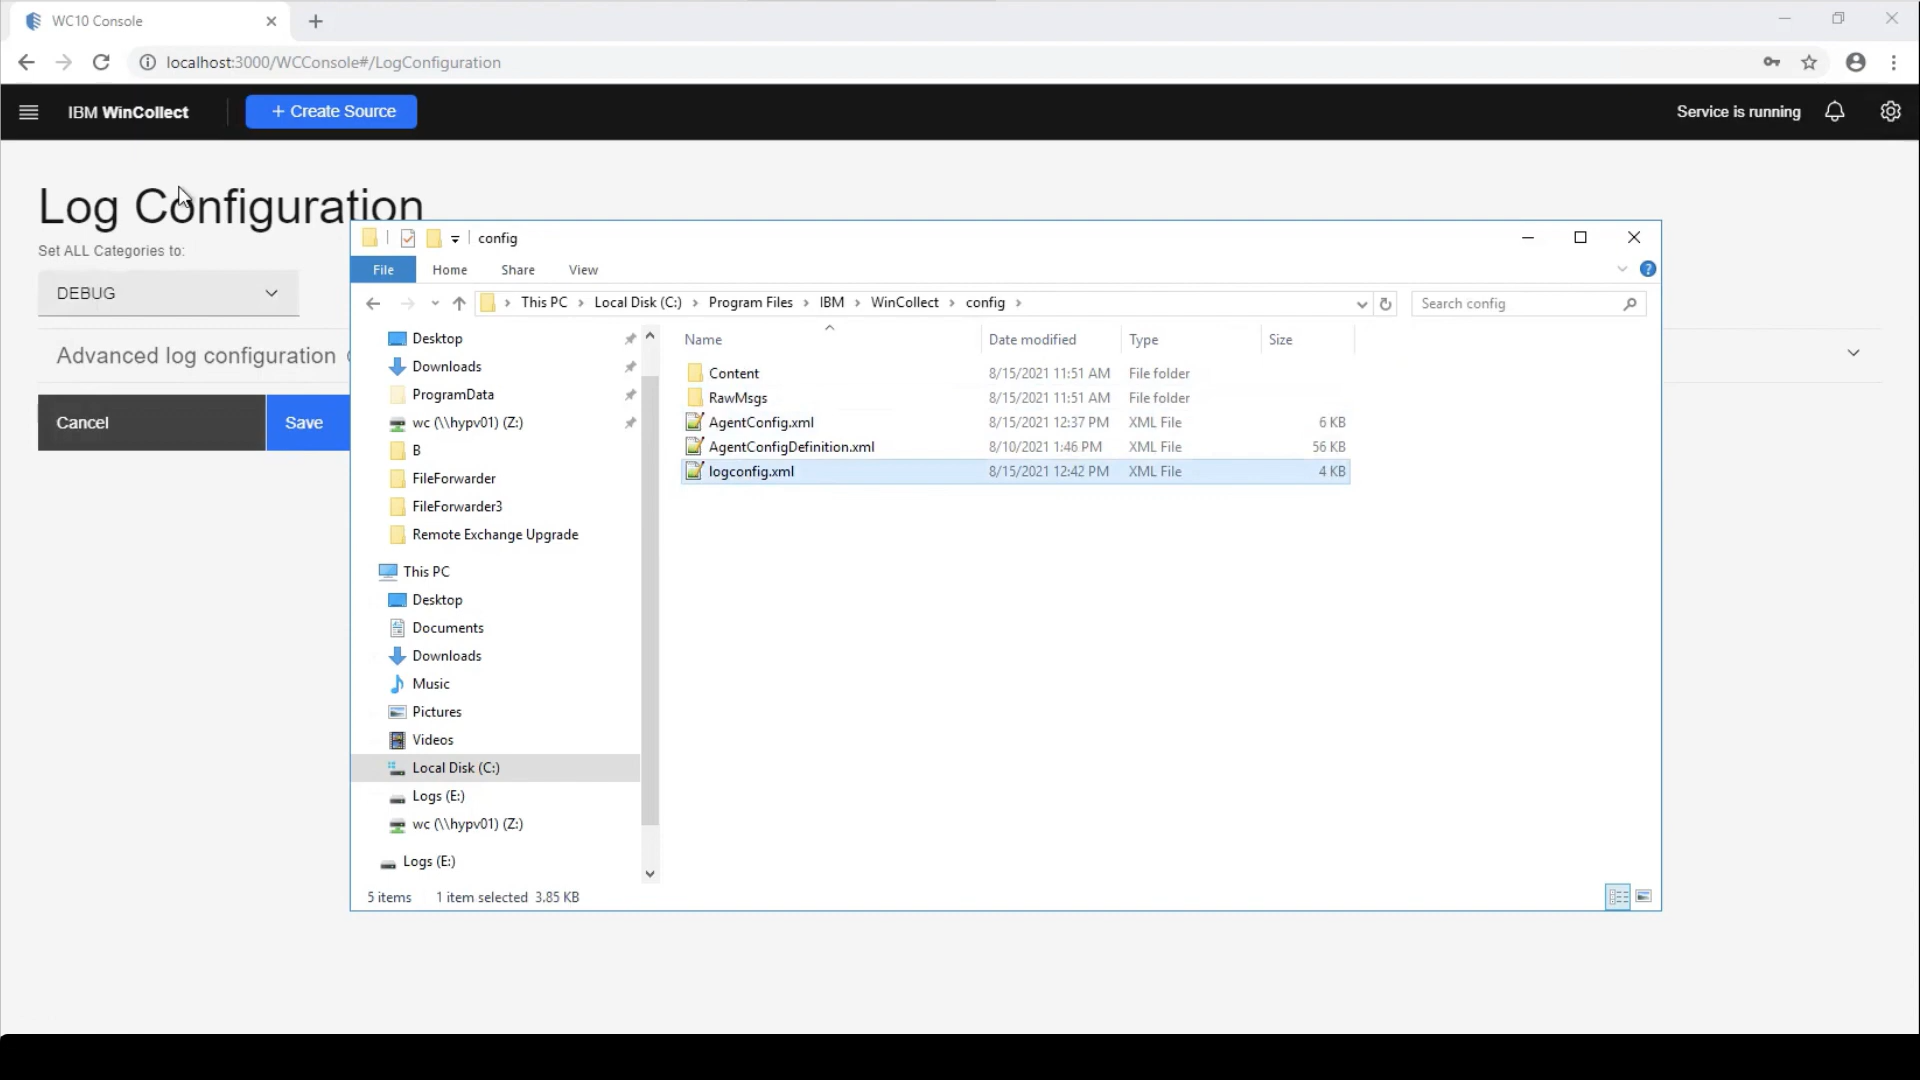 WC10 Console
localhost:3000/WCConsole#/LogConfiguration
IBM WinCollect
+ Create Source
Service is running
Log Configuration
Set ALL Categories to:
DEBUG
Advanced log configuration
Cancel
Save
config
File Home Share View
This PC > Local Disk (C:) > Program Files > IBM > WinCollect > config >
Search config
Desktop
Downloads
ProgramData
wc (\\hypv01) (Z:)
B
FileForwarder
FileForwarder3
Remote Exchange Upgrade
This PC
Desktop
Documents
Downloads
Music
Pictures
Videos
Local Disk (C:)
Logs (E:)
wc (\\hypv01) (Z:)
Logs (E:)
Name Date modified Type Size
Content 8/15/2021 11:51 AM File folder
RawMsgs 8/15/2021 11:51 AM File folder
AgentConfig.xml 8/15/2021 12:37 PM XML File 6 KB
AgentConfigDefinition.xml 8/10/2021 1:46 PM XML File 56 KB
logconfig.xml 8/15/2021 12:42 PM XML File 4 KB
5 items 1 item selected 3.85 KB